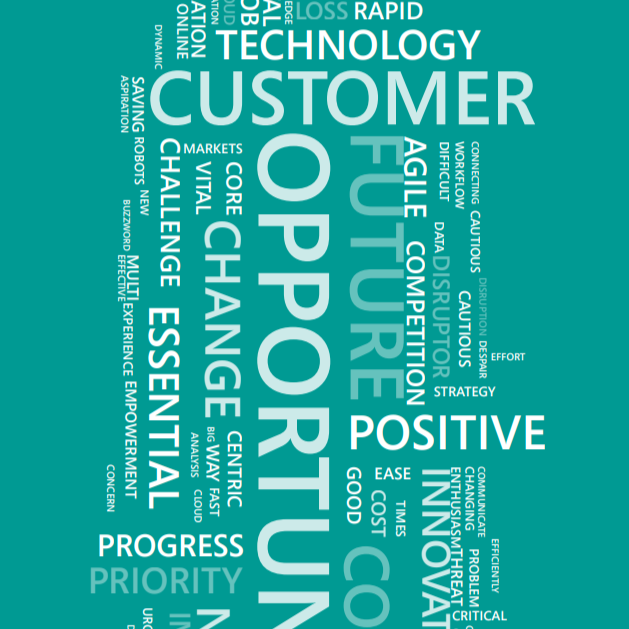 LOSS
RAPID
EDGE
ONLINE
DYNAMIC
TECHNOLOGY
CUSTOMER
SAVING
ASPIRATION
ROBOTS
NEW
BUZZWORD
CHALLENGE
MARKETS
VITAL
CORE
CHANGE
OPPORTUN
FUTURE
AGILE
DIFFICULT
WORKFLOW
CONNECTING
CAUTIOUS
DATA
DISRUPTOR
COMPETITION
DISRUPTION
CAUTIOUS
DESPAIR
EFFORT
STRATEGY
MULTI
EFFECTIVE
EXPERIENCE
EMPOWERMENT
ESSENTIAL
POSITIVE
CENTRIC
BIG
WAY
FAST
ANALYSIS
CLOUD
CONCERN
GOOD
EASE
COST
TIMES
INNOVAT
ENTHUSIASM
CHANGING
COMMUNICATE
THREAT
PROBLEM
EFFICIENTLY
PROGRESS
PRIORITY
CO
CRITICAL